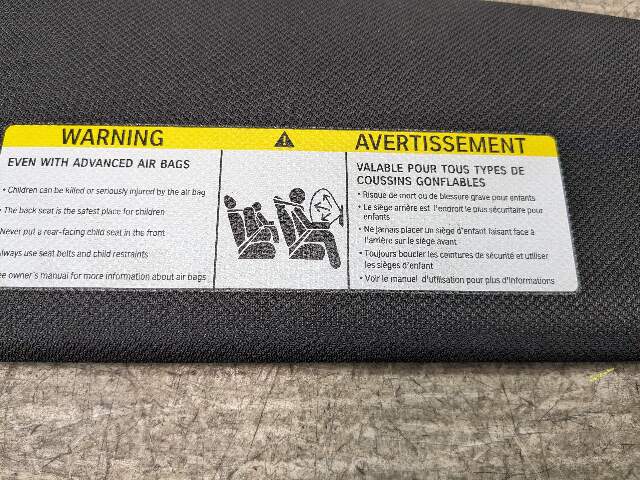 WARNING
EVEN WITH ADVANCED AIR BAGS
• Children can be killed or seriously injured by the air bag
• The back seat is the safest place for children
Never put a rear-facing child seat in the front
Always use seat belts and child restraints
See owner's manual for more information about air bags
AVERTISSEMENT
VALABLE POUR TOUS TYPES DE
COUSSINS GONFLABLES
• Risque de mort ou de blessure grave pour enfants
• Le siège arrière est l'endroit le plus sécuritaire pour
enfants
• Ne jamais placer un siège d'enfant faisant face à
l'arrière sur le siège avant
• Toujours boucler les ceintures de sécurité et utiliser
les sièges d'enfant
• Voir le manuel d'utilisation pour plus d'informations